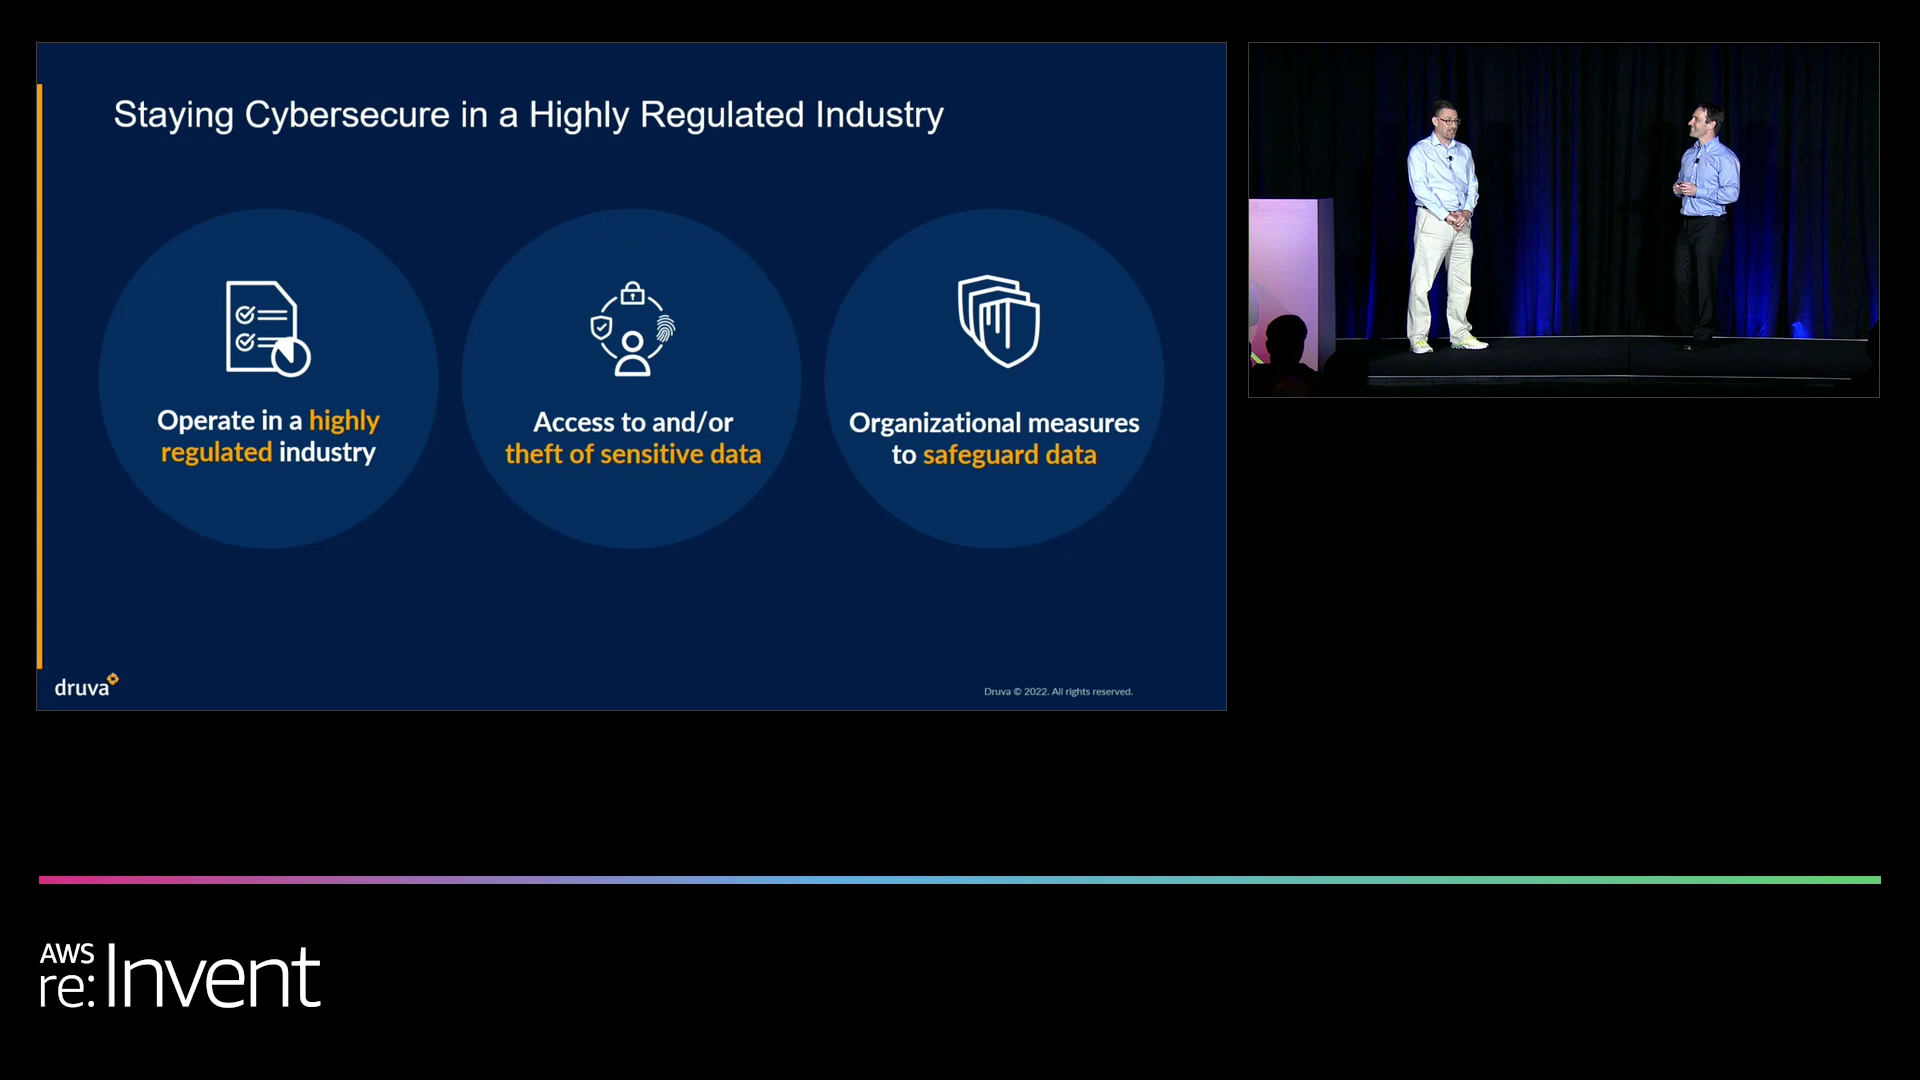 Staying Cybersecure in a Highly Regulated Industry
Operate in a highly
regulated industry
Access to and/or
theft of sensitive data
Organizational measures
to safeguard data
druva
Druva © 2022. All rights reserved.
AWS
re:Invent